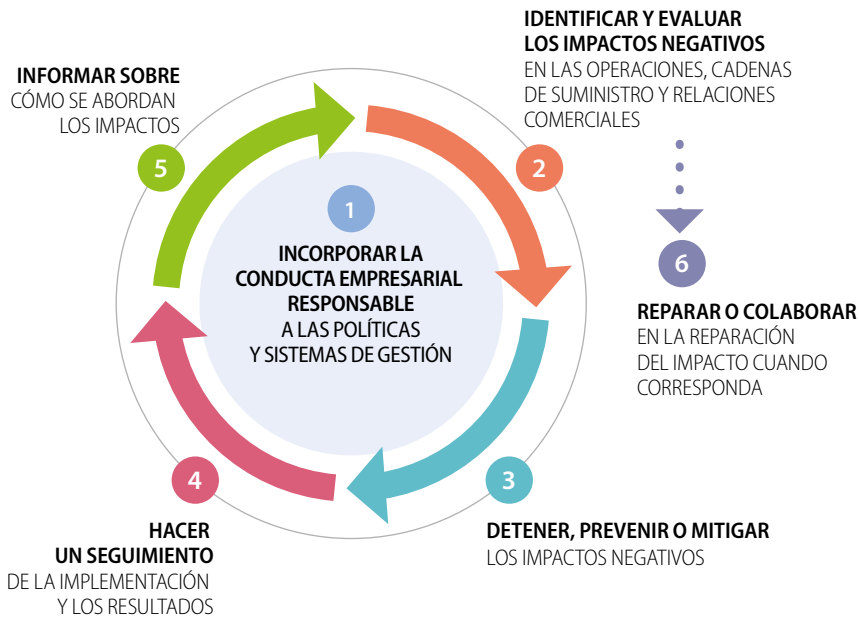 1
INCORPORAR LA
CONDUCTA EMPRESARIAL
RESPONSABLE
A LAS POLÍTICAS
Y SISTEMAS DE GESTIÓN
IDENTIFICAR Y EVALUAR
LOS IMPACTOS NEGATIVOS
EN LAS OPERACIONES, CADENAS
DE SUMINISTRO Y RELACIONES
COMERCIALES
2
3
DETENER, PREVENIR O MITIGAR
LOS IMPACTOS NEGATIVOS
4
HACER
UN SEGUIMIENTO
DE LA IMPLEMENTACIÓN
Y LOS RESULTADOS
INFORMAR SOBRE
CÓMO SE ABORDAN
LOS IMPACTOS
5
6
REPARAR O COLABORAR
EN LA REPARACIÓN
DEL IMPACTO CUANDO
CORRESPONDA